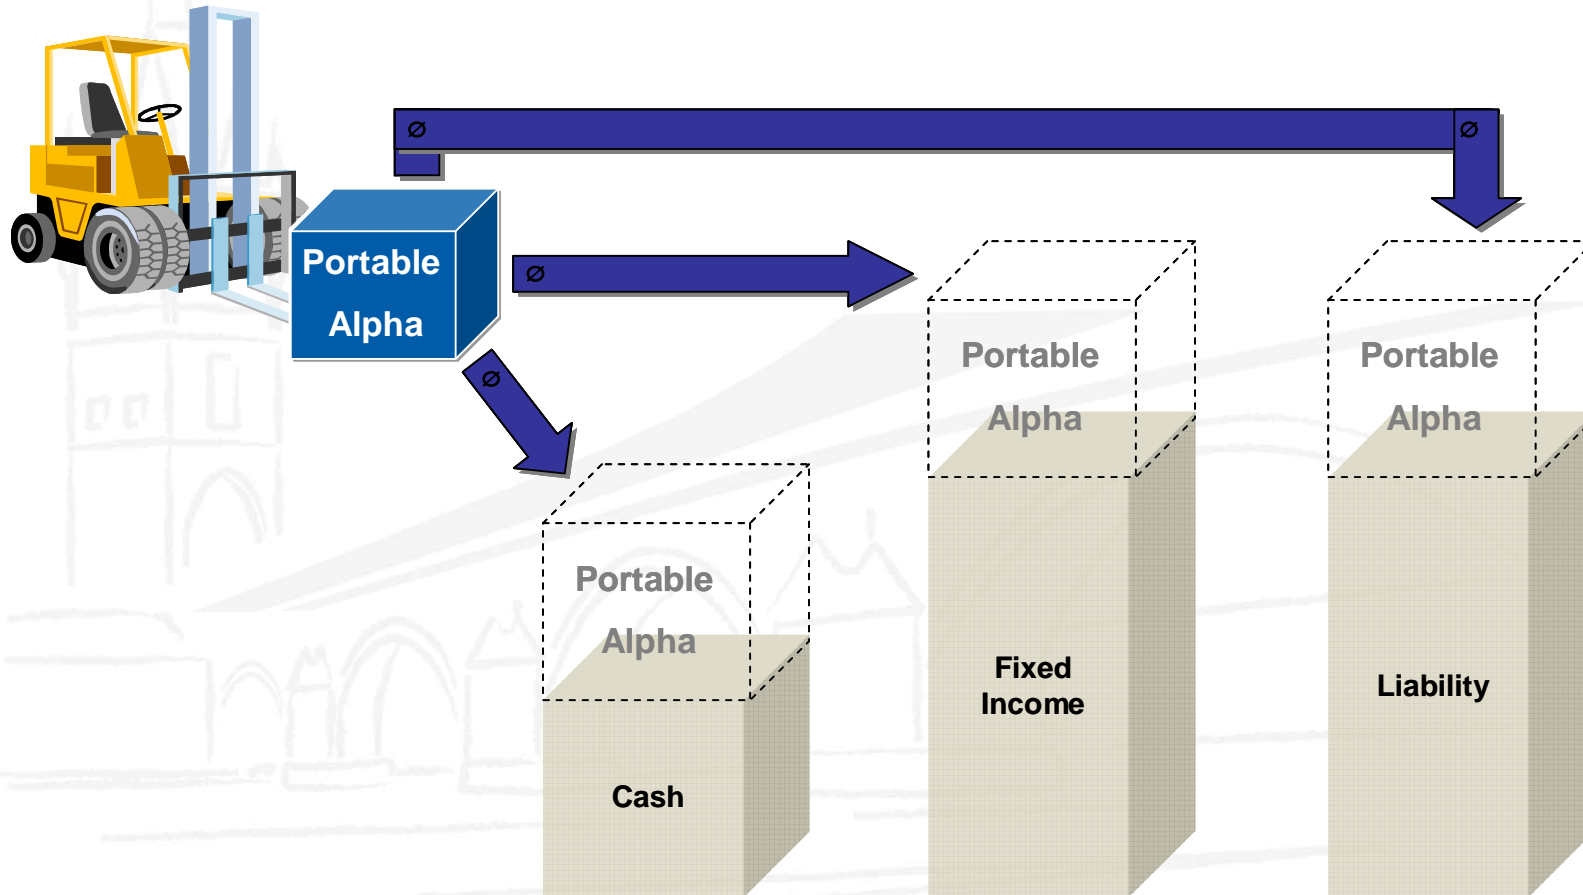 Ø
Ø
Portable
Alpha
Ø
Ø
Portable
Alpha
Portable
Alpha
Portable
Alpha
Fixed
Income
Liability
Cash